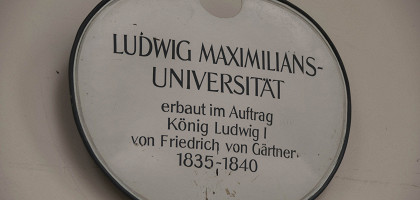 LUDWIG MAXIMILIANS-
UNIVERSITÄT
erbaut im Auftrag
König Ludwig I
von Friedrich von Gärtner
1835-1840